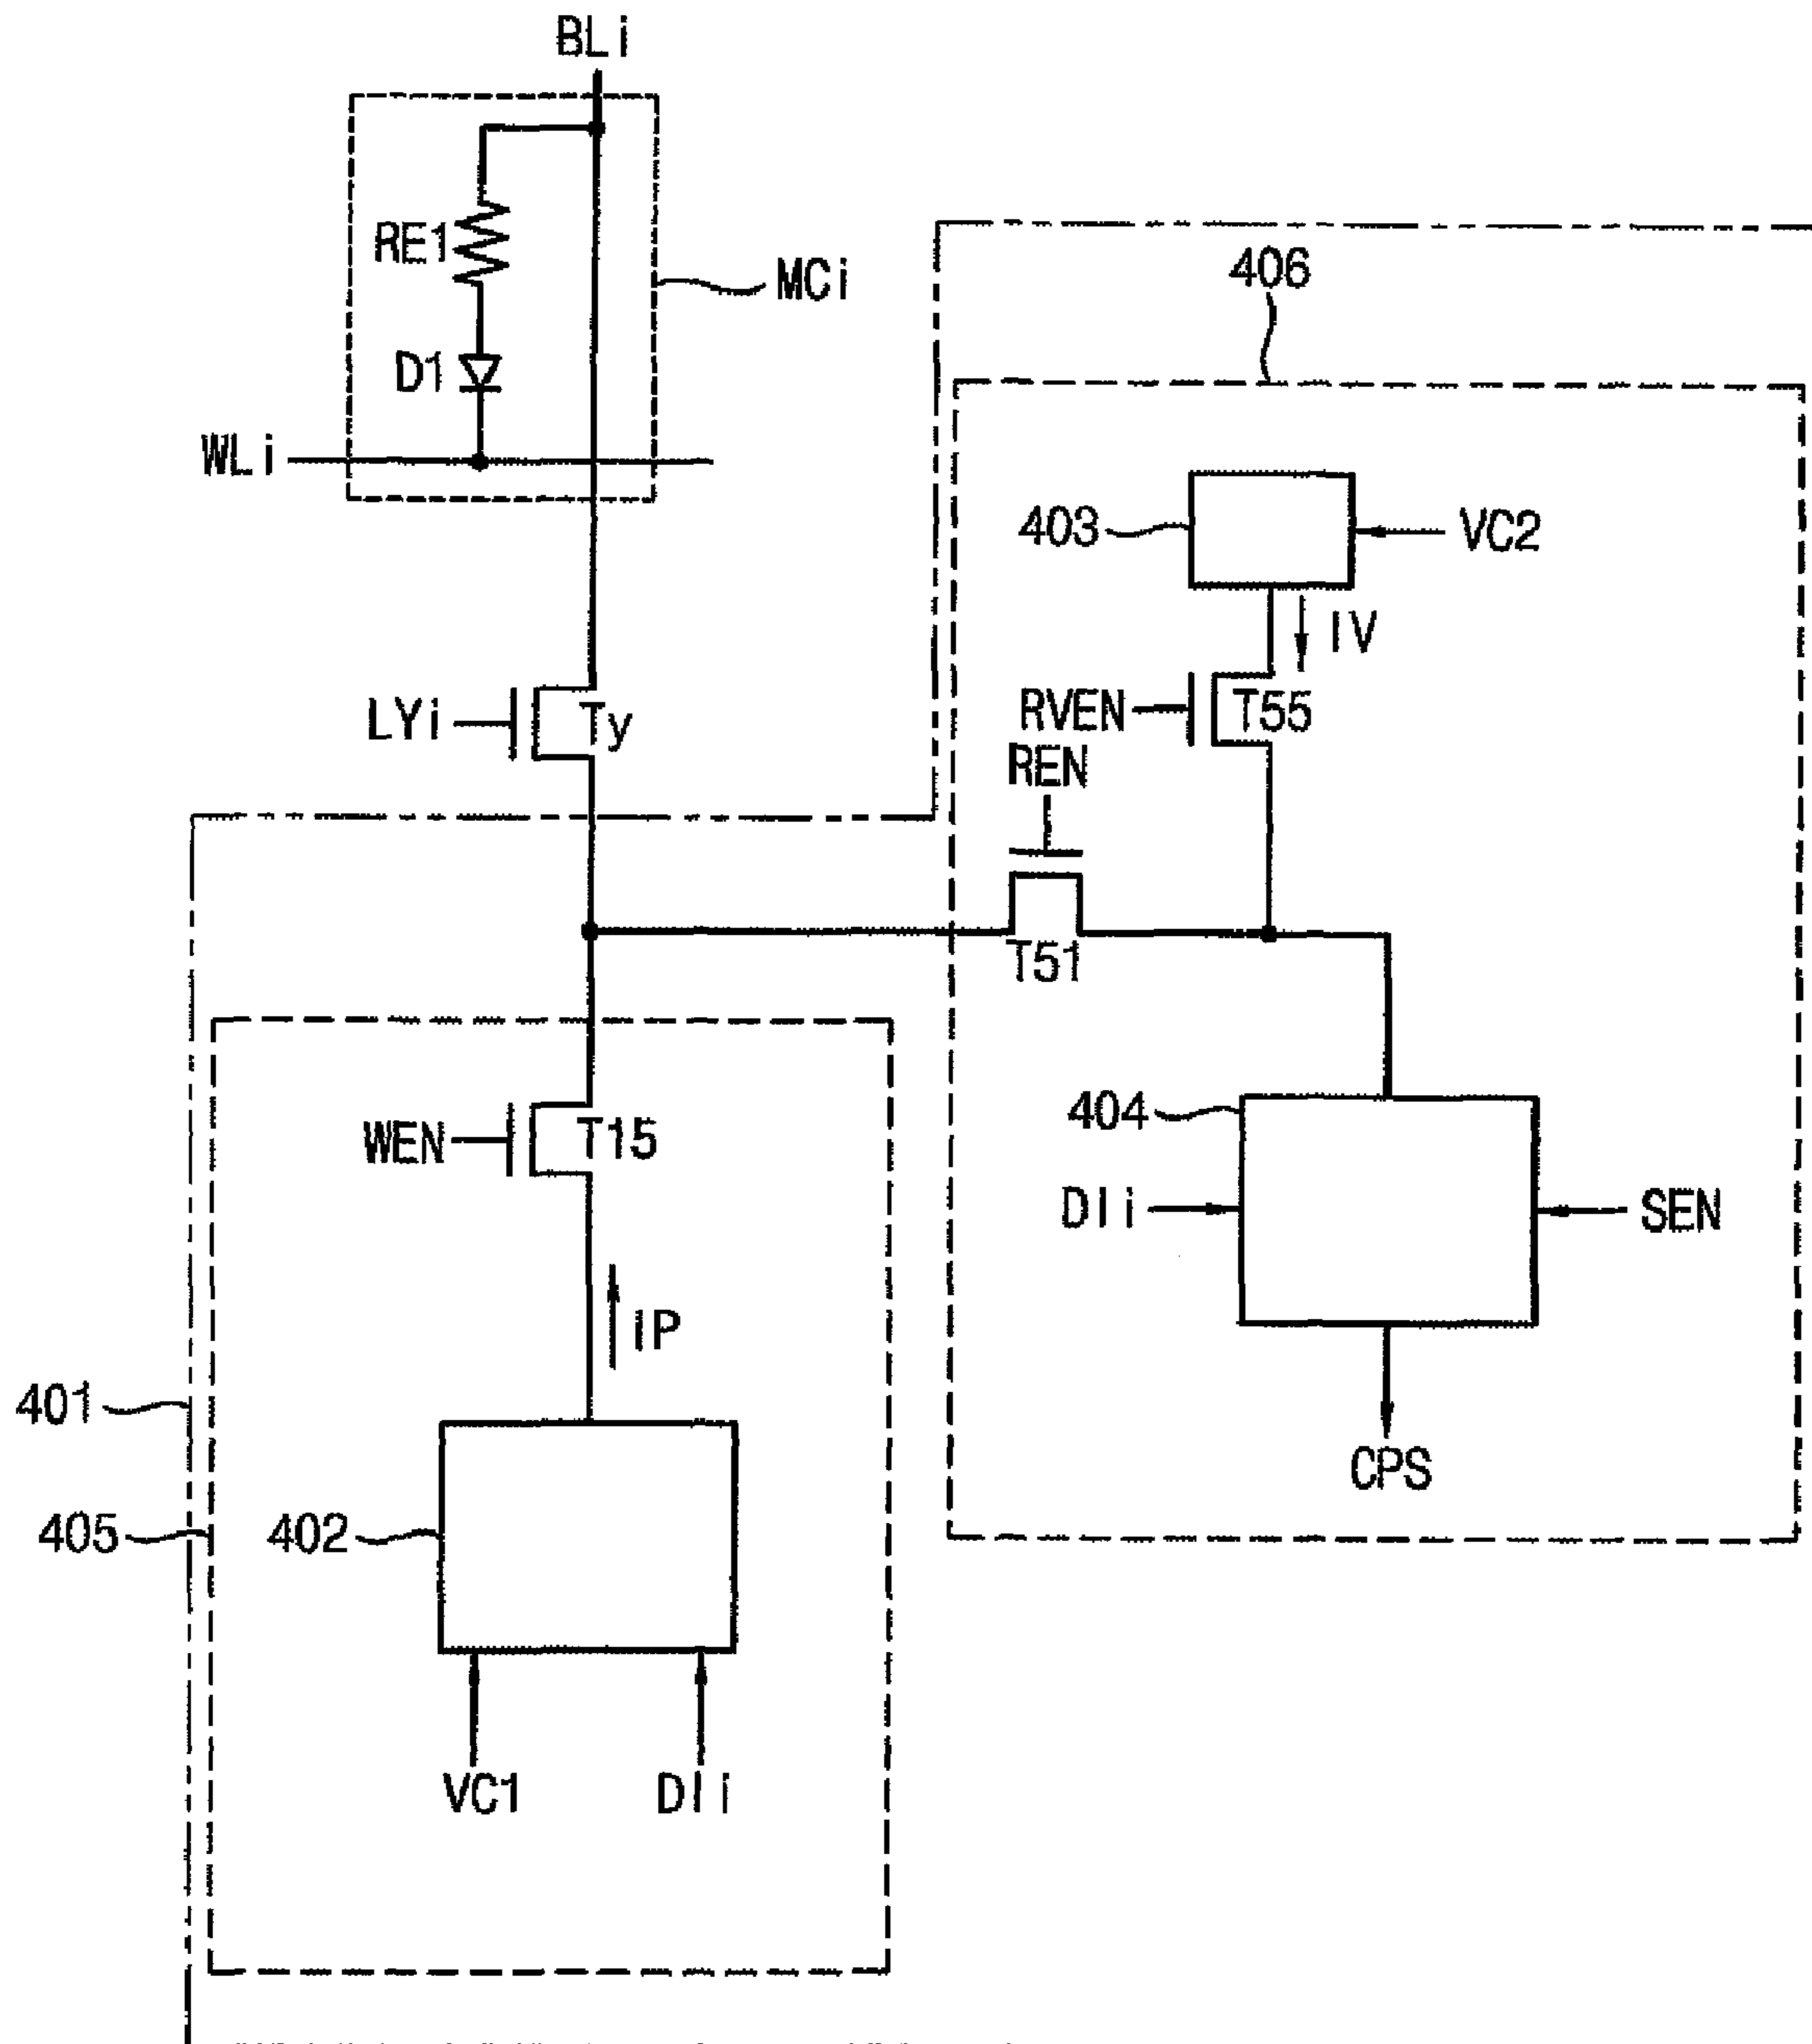 BLi
RE1
MCi
D1
WLi
406
403
VC2
IV
LYi
Ty
RVEN
T55
REN
T51
WEN
T15
404
DIi
SEN
IP
401
CPS
405
402
VC1
DIi